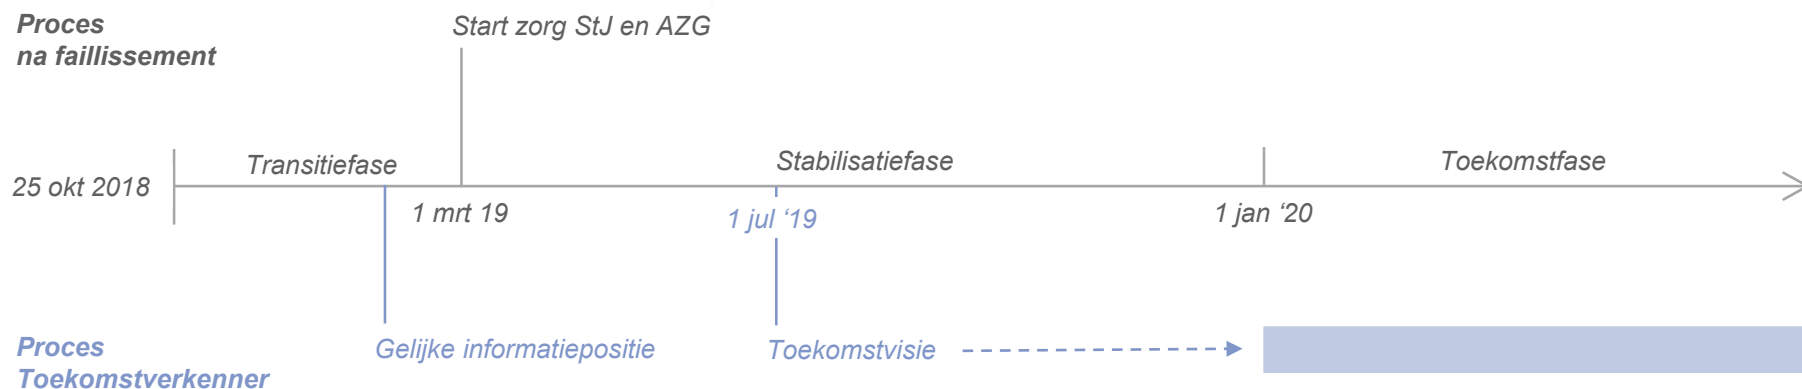 Proces
na faillissement
Start zorg StJ en AZG
Transitiefase
Stabilisatiefase
Toekomstfase
25 okt 2018
1 mrt 19
1 jul ‘19
1 jan ‘20
Proces
Toekomstverkenner
Gelijke informatiepositie
Toekomstvisie